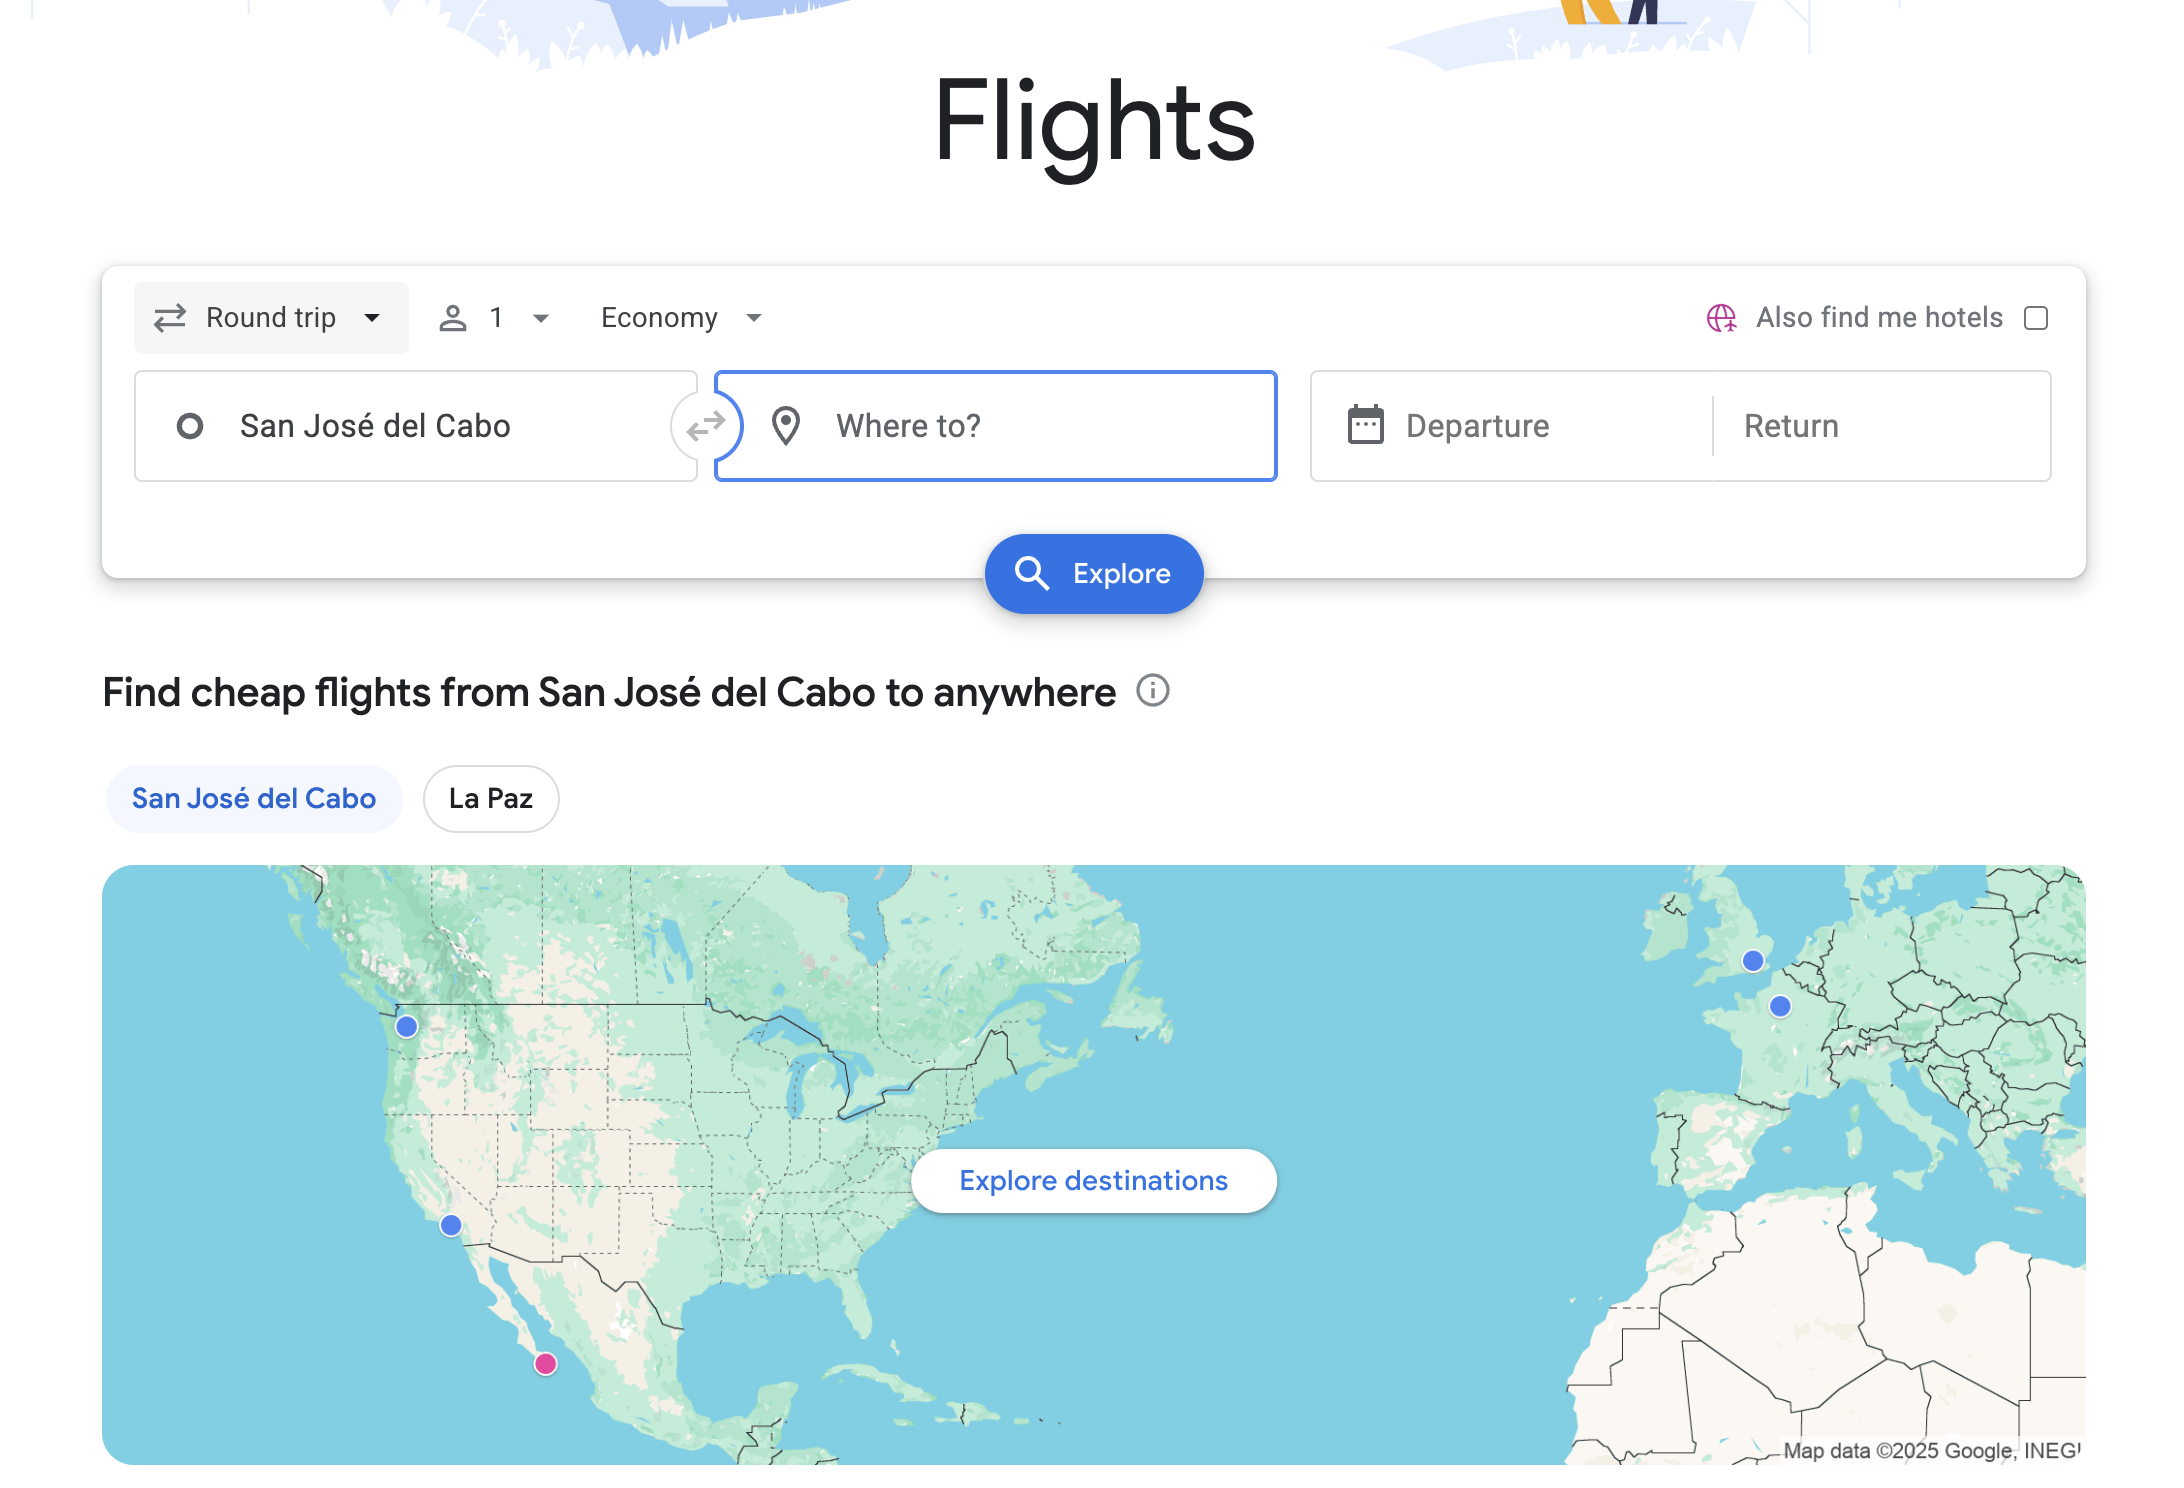 Flights
Round trip 1 Economy Also find me hotels
San José del Cabo Where to? Departure Return
Explore
Find cheap flights from San José del Cabo to anywhere
San José del Cabo La Paz
Explore destinations
Map data ©2025 Google, INEGI